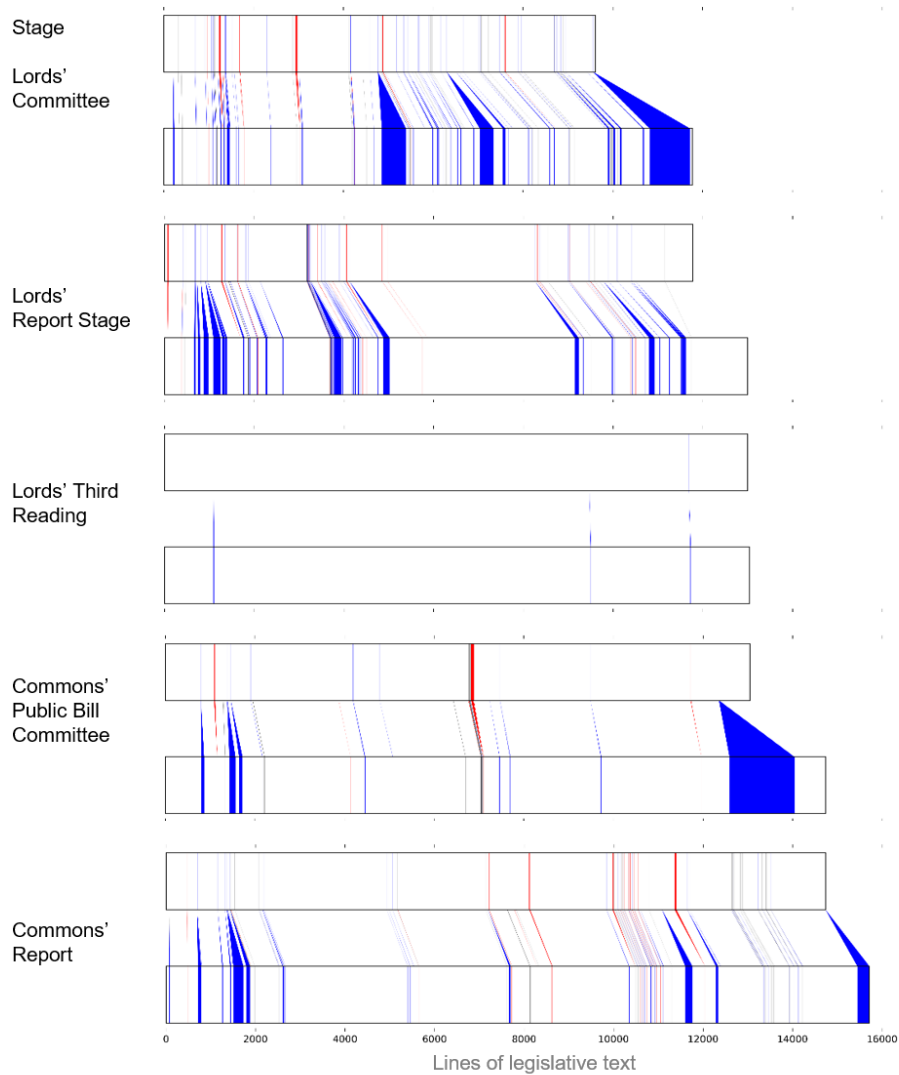 Stage
Lords’
Committee
Lords’
Report Stage
Lords’ Third
Reading
Commons’
Public Bill
Committee
Commons’
Report
0 2000 4000 6000 8000 10000 12000 14000 16000
Lines of legislative text